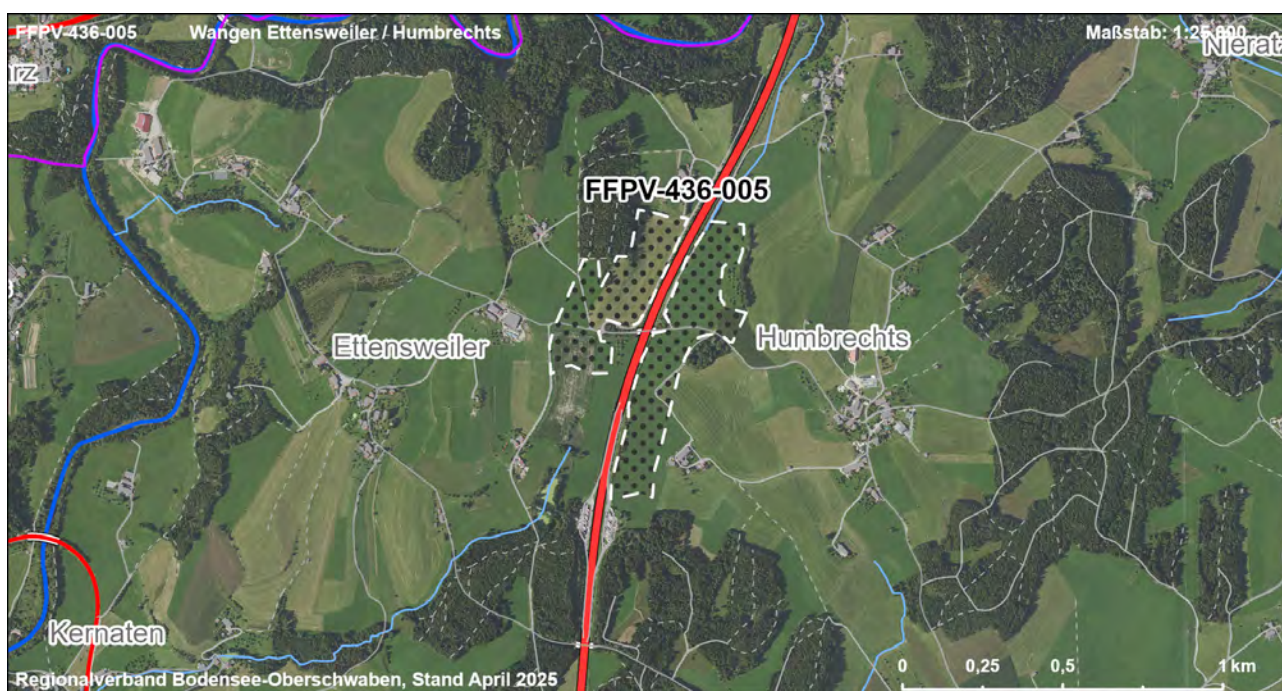 FFPV-436-005
Wangen Ettensweiler / Humbrechts
Maßstab: 1:25.000
FFPV-436-005
Ettensweiler
Humbrechts
Kernaten
0 0,25 0,5 1 km
Regionalverband Bodensee-Oberschwaben, Stand April 2025